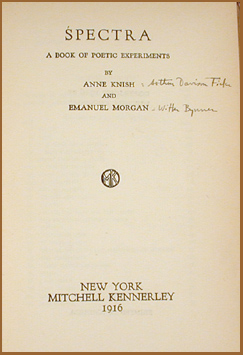 SPECTRA
A BOOK OF POETIC EXPERIMENTS
BY
ANNE KNISH - Arthur Davison Ficke
AND
EMANUEL MORGAN - Witter Bynner
NEW YORK
MITCHELL KENNERLEY
1916